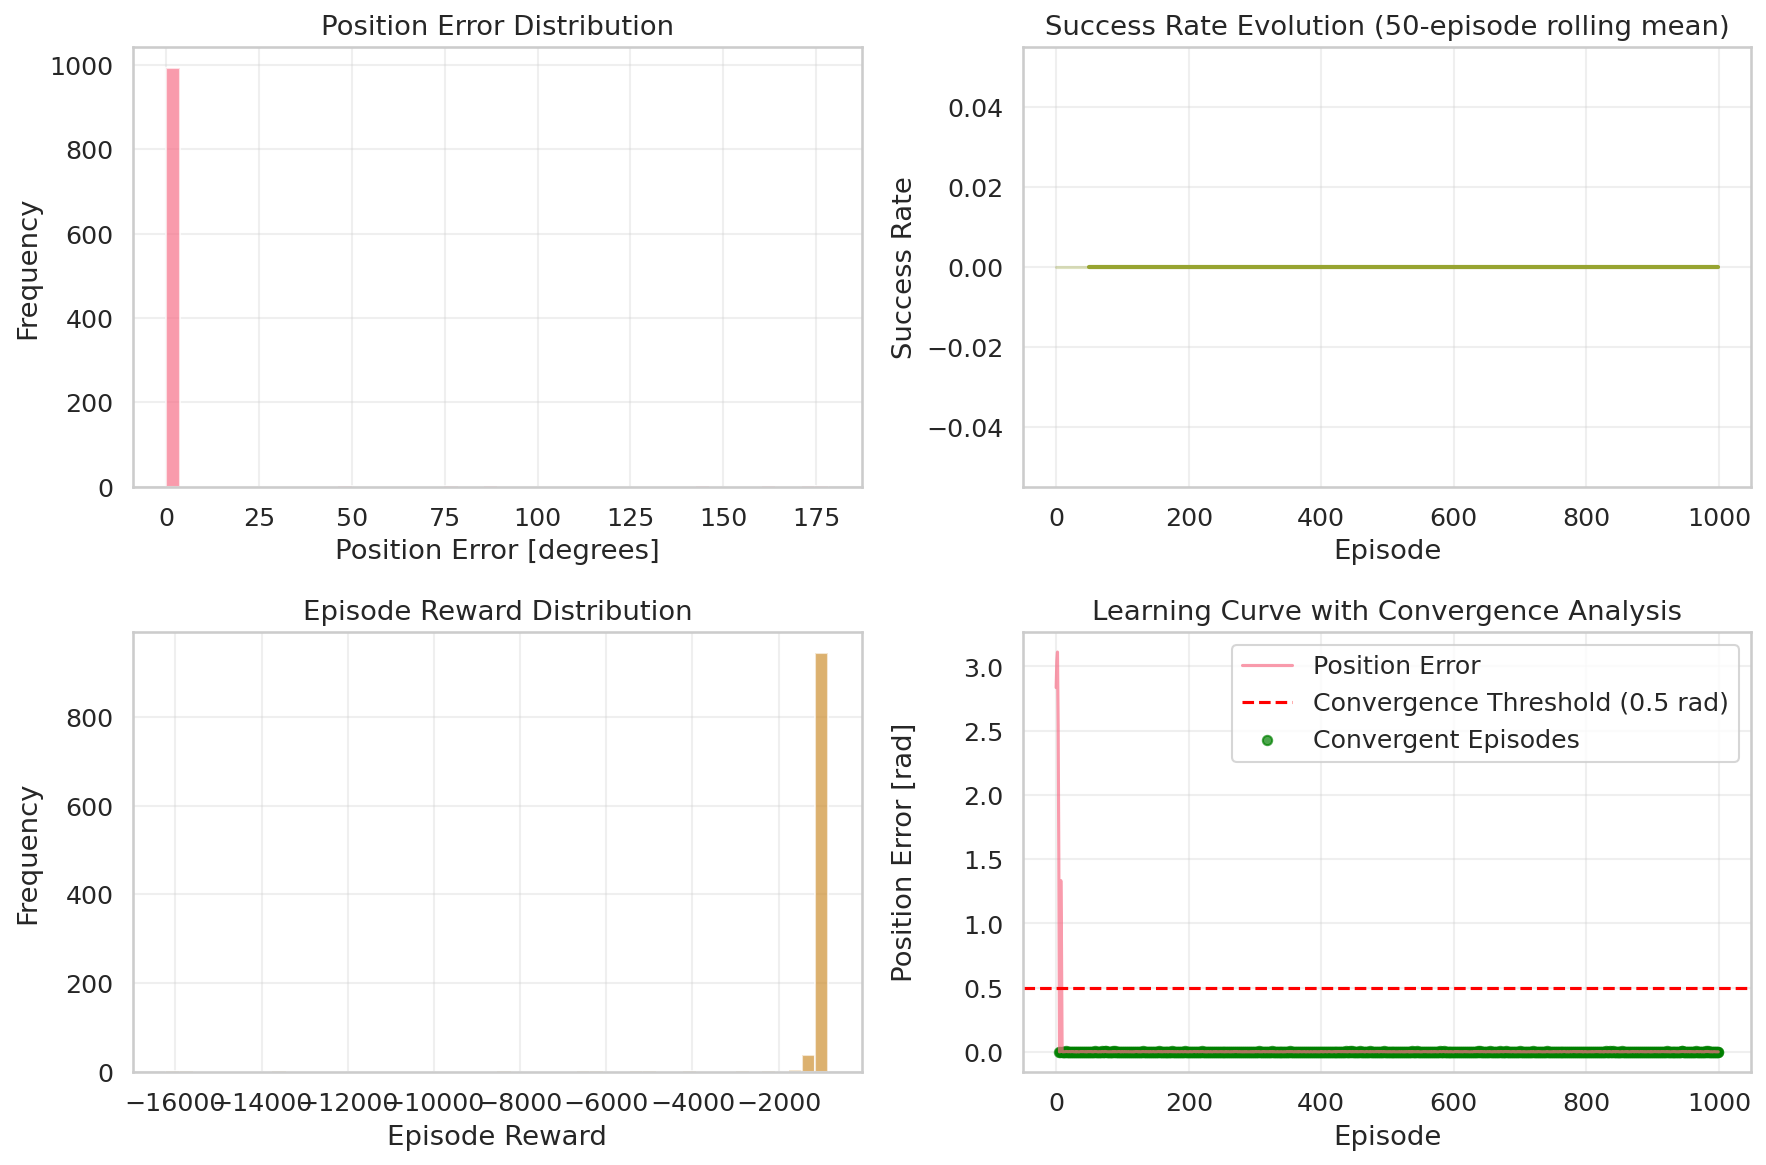 Position Error Distribution
Frequency
1000
800
600
400
200
0
0 25 50 75 100 125 150 175
Position Error [degrees]
Success Rate Evolution (50-episode rolling mean)
Success Rate
0.04
0.02
0.00
−0.02
−0.04
0 200 400 600 800 1000
Episode
Episode Reward Distribution
Frequency
800
600
400
200
0
−16000 −14000 −12000 −10000 −8000 −6000 −4000 −2000
Episode Reward
Learning Curve with Convergence Analysis
Position Error [rad]
3.0
2.5
2.0
1.5
1.0
0.5
0.0
Position Error
Convergence Threshold (0.5 rad)
Convergent Episodes
0 200 400 600 800 1000
Episode